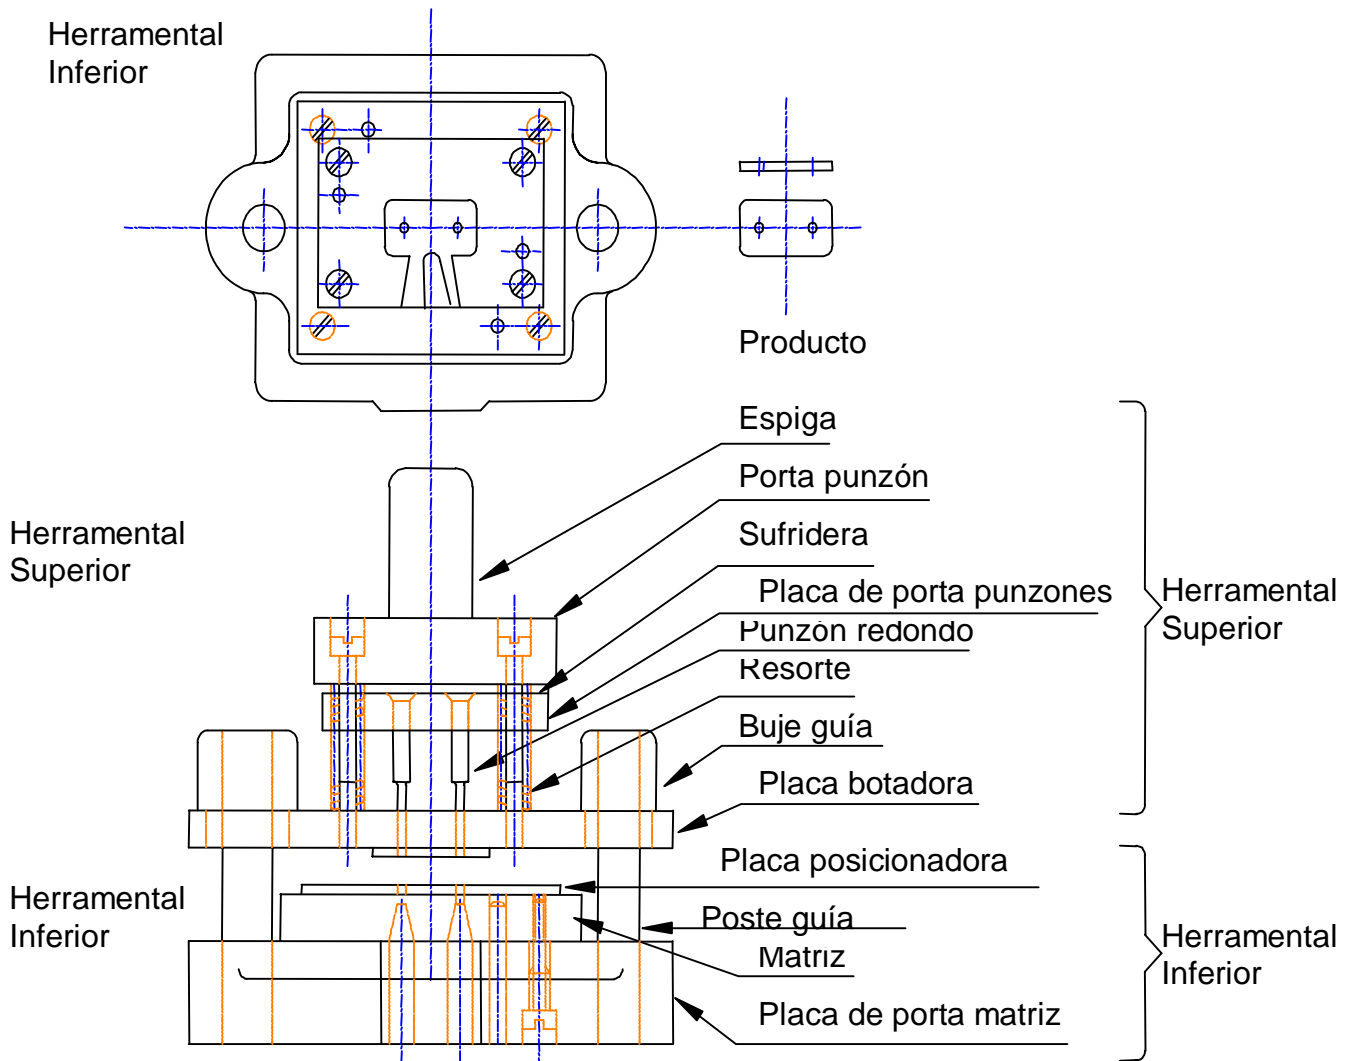 Herramental
Inferior
Producto
Espiga
Porta punzón
Herramental
Superior
Sufridera
Placa de porta punzones
Punzón redondo
Resorte
Herramental
Superior
Buje guía
Placa botadora
Placa posicionadora
Herramental
Inferior
Poste guía
Matriz
Herramental
Inferior
Placa de porta matriz